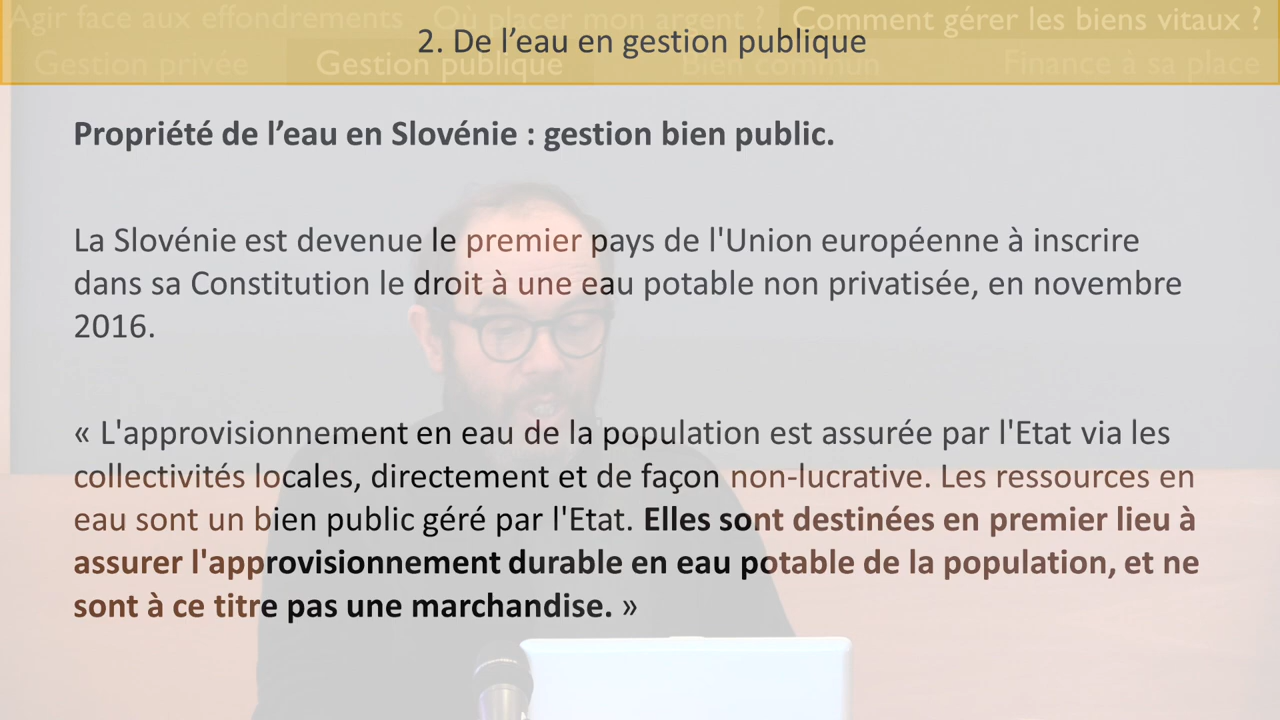 Agir face aux effondrements Où placer mon argent ? Comment gérer les biens vitaux ?
2. De l’eau en gestion publique
Gestion privée Gestion publique Bien commun Finance à sa place
Propriété de l’eau en Slovénie : gestion bien public.
La Slovénie est devenue le premier pays de l'Union européenne à inscrire
dans sa Constitution le droit à une eau potable non privatisée, en novembre
2016.
« L'approvisionnement en eau de la population est assurée par l'Etat via les
collectivités locales, directement et de façon non-lucrative. Les ressources en
eau sont un bien public géré par l'Etat. Elles sont destinées en premier lieu à
assurer l'approvisionnement durable en eau potable de la population, et ne
sont à ce titre pas une marchandise. »